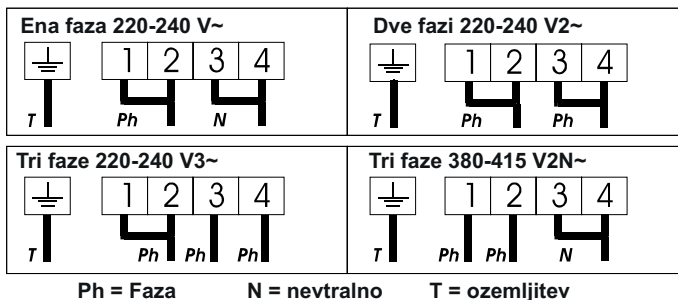 Ena faza 220-240 V~
1 2 3 4
T Ph N
Dve fazi 220-240 V2~
1 2 3 4
T Ph Ph
Tri faze 220-240 V3~
1 2 3 4
T Ph Ph Ph
Tri faze 380-415 V2N~
1 2 3 4
T Ph Ph N
Ph = Faza N = nevtralno T = ozemljitev